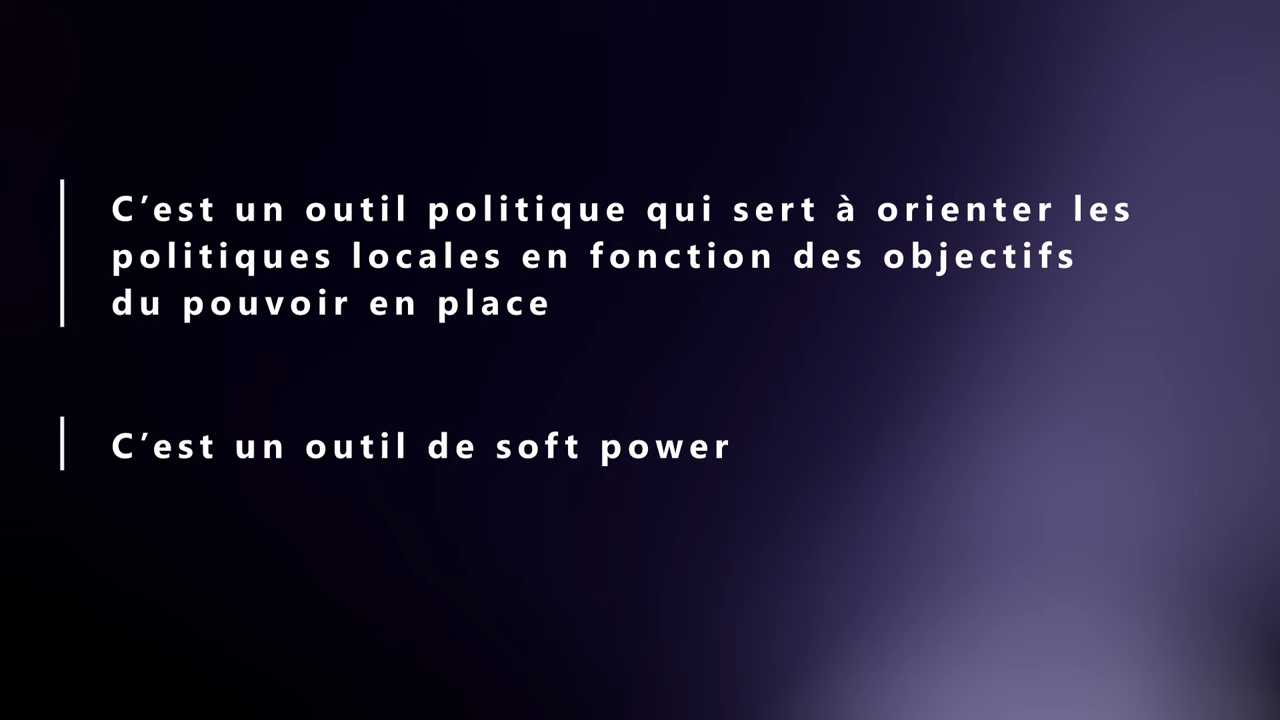 C’est un outil politique qui sert à orienter les
politiques locales en fonction des objectifs
du pouvoir en place
C’est un outil de soft power